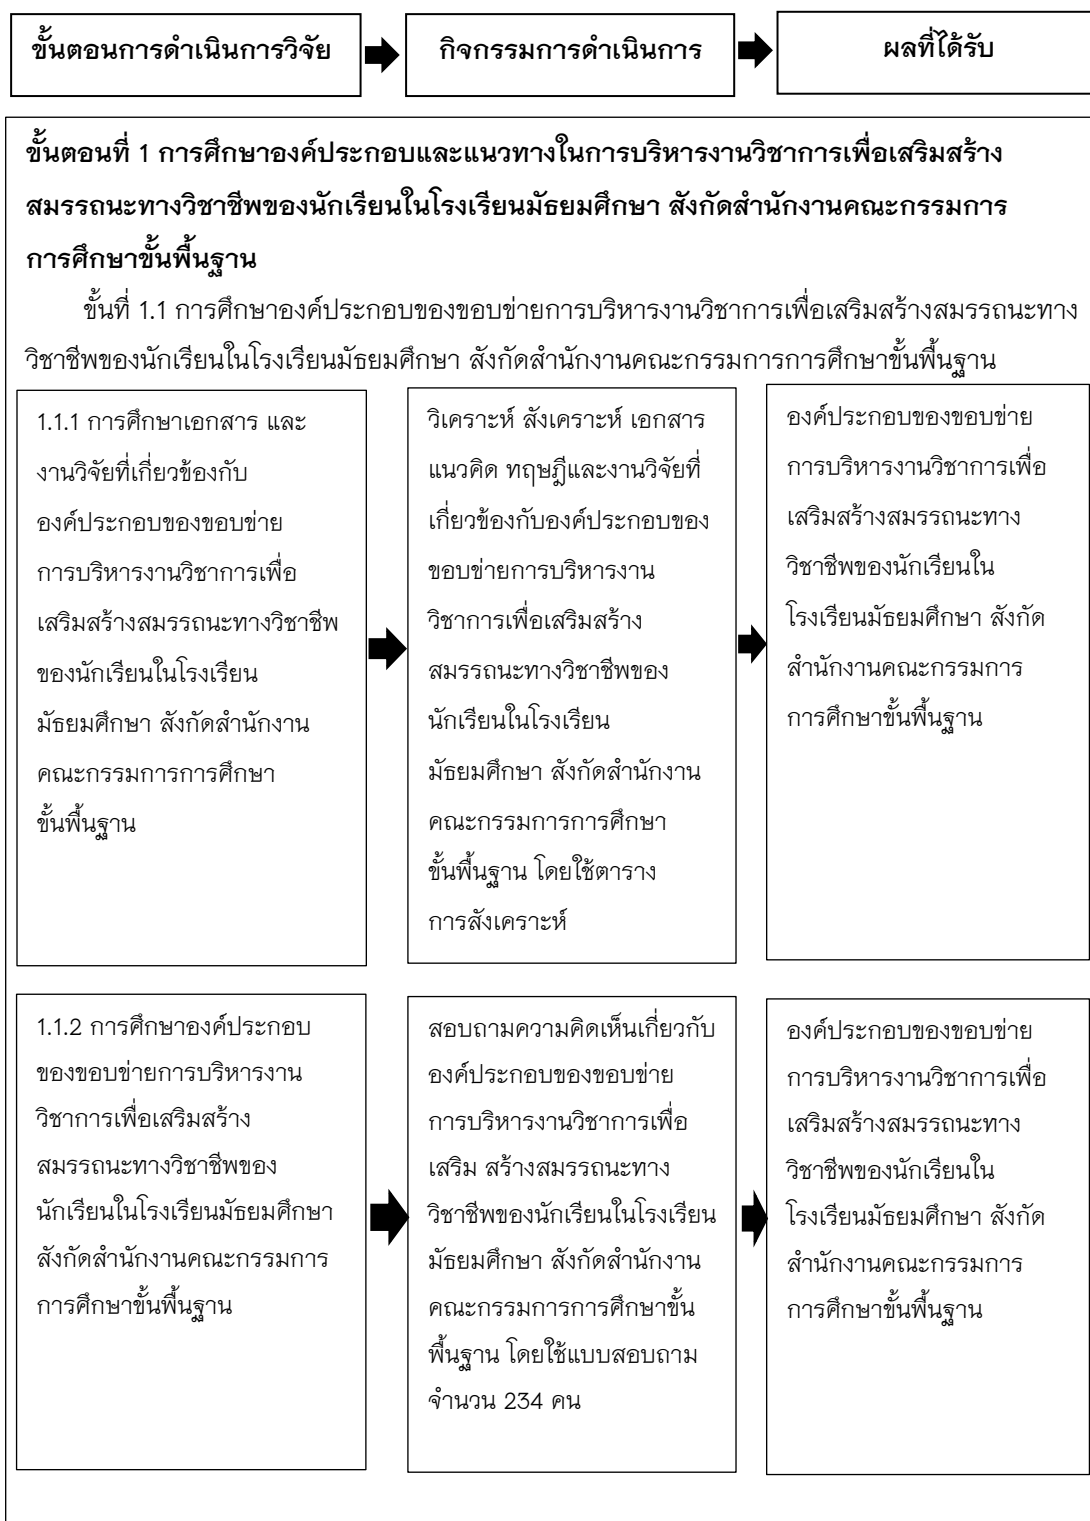 ขั้นตอนการดำเนินการวิจัย
กิจกรรมการดำเนินการ
ผลที่ได้รับ
ขั้นตอนที่ 1 การศึกษาองค์ประกอบและแนวทางในการบริหารงานวิชาการเพื่อเสริมสร้าง
สมรรถนะทางวิชาชีพของนักเรียนในโรงเรียนมัธยมศึกษา สังกัดสำนักงานคณะกรรมการ
การศึกษาขั้นพื้นฐาน
ขั้นที่ 1.1 การศึกษาองค์ประกอบของขอบข่ายการบริหารงานวิชาการเพื่อเสริมสร้างสมรรถนะทาง
วิชาชีพของนักเรียนในโรงเรียนมัธยมศึกษา สังกัดสำนักงานคณะกรรมการการศึกษาขั้นพื้นฐาน
1.1.1 การศึกษาเอกสาร และ
งานวิจัยที่เกี่ยวข้องกับ
องค์ประกอบของขอบข่าย
การบริหารงานวิชาการเพื่อ
เสริมสร้างสมรรถนะทางวิชาชีพ
ของนักเรียนในโรงเรียน
มัธยมศึกษา สังกัดสำนักงาน
คณะกรรมการการศึกษา
ขั้นพื้นฐาน
วิเคราะห์ สังเคราะห์ เอกสาร
แนวคิด ทฤษฎีและงานวิจัยที่
เกี่ยวข้องกับองค์ประกอบของ
ขอบข่ายการบริหารงาน
วิชาการเพื่อเสริมสร้าง
สมรรถนะทางวิชาชีพของ
นักเรียนในโรงเรียน
มัธยมศึกษา สังกัดสำนักงาน
คณะกรรมการการศึกษา
ขั้นพื้นฐาน โดยใช้ตาราง
การสังเคราะห์
องค์ประกอบของขอบข่าย
การบริหารงานวิชาการเพื่อ
เสริมสร้างสมรรถนะทาง
วิชาชีพของนักเรียนใน
โรงเรียนมัธยมศึกษา สังกัด
สำนักงานคณะกรรมการ
การศึกษาขั้นพื้นฐาน
1.1.2 การศึกษาองค์ประกอบ
ของขอบข่ายการบริหารงาน
วิชาการเพื่อเสริมสร้าง
สมรรถนะทางวิชาชีพของ
นักเรียนในโรงเรียนมัธยมศึกษา
สังกัดสำนักงานคณะกรรมการ
การศึกษาขั้นพื้นฐาน
สอบถามความคิดเห็นเกี่ยวกับ
องค์ประกอบของขอบข่าย
การบริหารงานวิชาการเพื่อ
เสริม สร้างสมรรถนะทาง
วิชาชีพของนักเรียนในโรงเรียน
มัธยมศึกษา สังกัดสำนักงาน
คณะกรรมการการศึกษาขั้น
พื้นฐาน โดยใช้แบบสอบถาม
จำนวน 234 คน
องค์ประกอบของขอบข่าย
การบริหารงานวิชาการเพื่อ
เสริมสร้างสมรรถนะทาง
วิชาชีพของนักเรียนใน
โรงเรียนมัธยมศึกษา สังกัด
สำนักงานคณะกรรมการ
การศึกษาขั้นพื้นฐาน